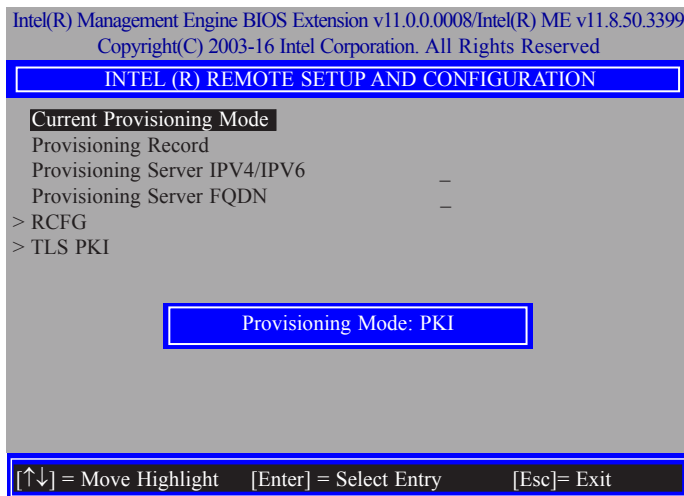 Intel(R) Management Engine BIOS Extension v11.0.0.0008/Intel(R) ME v11.8.50.3399
Copyright(C) 2003-16 Intel Corporation. All Rights Reserved
INTEL (R) REMOTE SETUP AND CONFIGURATION
Current Provisioning Mode
Provisioning Record
Provisioning Server IPV4/IPV6 _
Provisioning Server FQDN _
> RCFG
> TLS PKI
Provisioning Mode: PKI
[↑↓] = Move Highlight [Enter] = Select Entry [Esc]= Exit